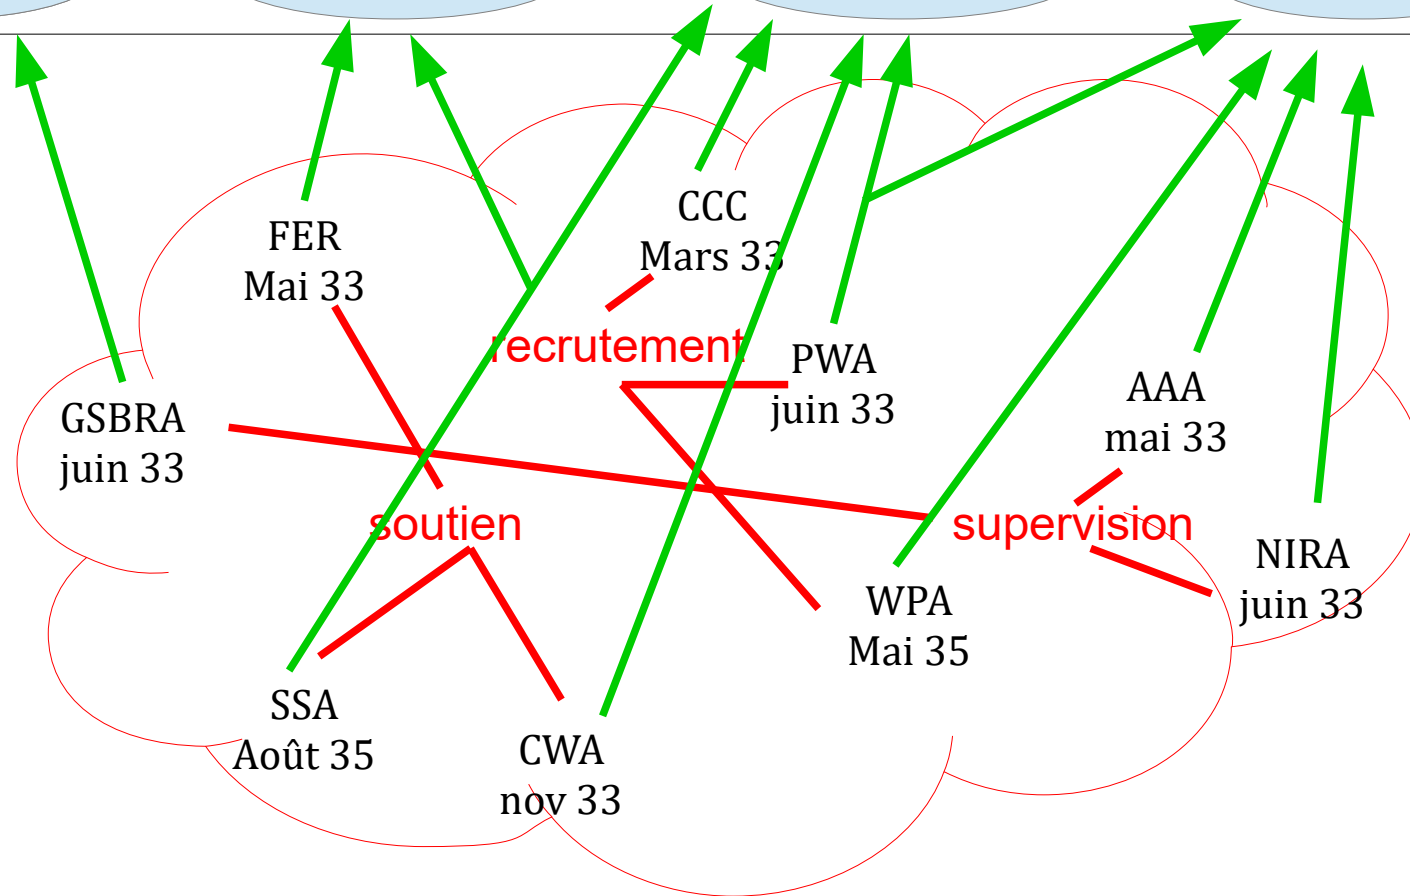 CCC
Mars 33
FER
Mai 33
recrutement
PWA
juin 33
AAA
mai 33
GSBRA
juin 33
soutien
supervision
NIRA
juin 33
WPA
Mai 35
SSA
Août 35
CWA
nov 33